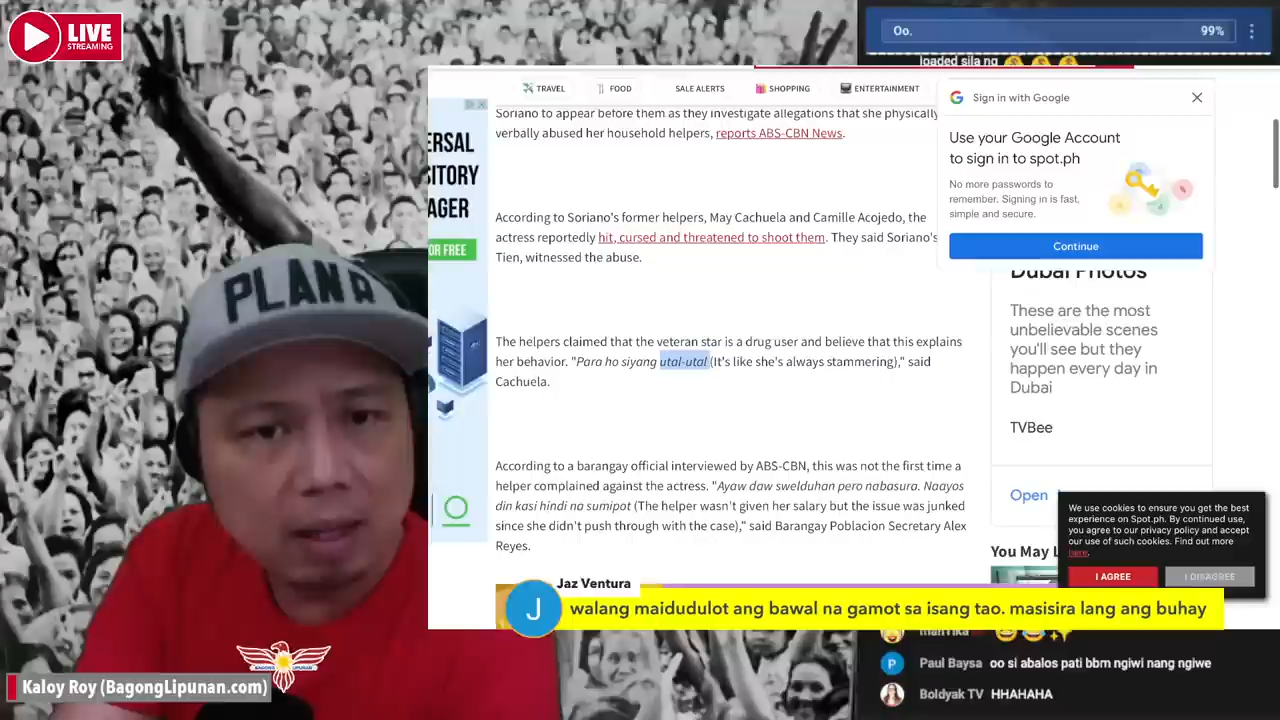 LIVE
STREAMING
Oo.
99%
loaded sila ng
TRAVEL
FOOD
SALE ALERTS
SHOPPING
ENTERTAINMENT
Soriano to appear before them as they investigate allegations that she physically
verbally abused her household helpers, reports ABS-CBN News.
According to Soriano's former helpers, May Cachuela and Camille Acojedo, the
actress reportedly hit, cursed and threatened to shoot them. They said Soriano's
Tien, witnessed the abuse.
The helpers claimed that the veteran star is a drug user and believe that this explains
her behavior. "Para ho siyang utal-utal (It's like she's always stammering)," said
Cachuela.
According to a barangay official interviewed by ABS-CBN, this was not the first time a
helper complained against the actress. "Ayaw daw swelduhan pero nabasura. Naayos
din kasi hindi na sumipot (The helper wasn't given her salary but the issue was junked
since she didn't push through with the case)," said Barangay Poblacion Secretary Alex
Reyes.
Sign in with Google
Use your Google Account
to sign in to spot.ph
No more passwords to
remember. Signing in is fast,
simple and secure.
Continue
Dubai Photos
These are the most
unbelievable scenes
you'll see but they
happen every day in
Dubai
TVBee
Open
You May L
We use cookies to ensure you get the best
experience on Spot.ph. By continued use,
you agree to our privacy policy and accept
our use of such cookies. Find out more
here.
I AGREE
I DISAGREE
PLAN
Jaz Ventura
J
walang maidudulot ang bawal na gamot sa isang tao. masisira lang ang buhay
P
Paul Baysa oo si abalos pati bbm ngiwi nang ngiwe
Boldyak TV HHAHAHA
BAGONG LIPUNAN
Kaloy Roy (BagongLipunan.com)